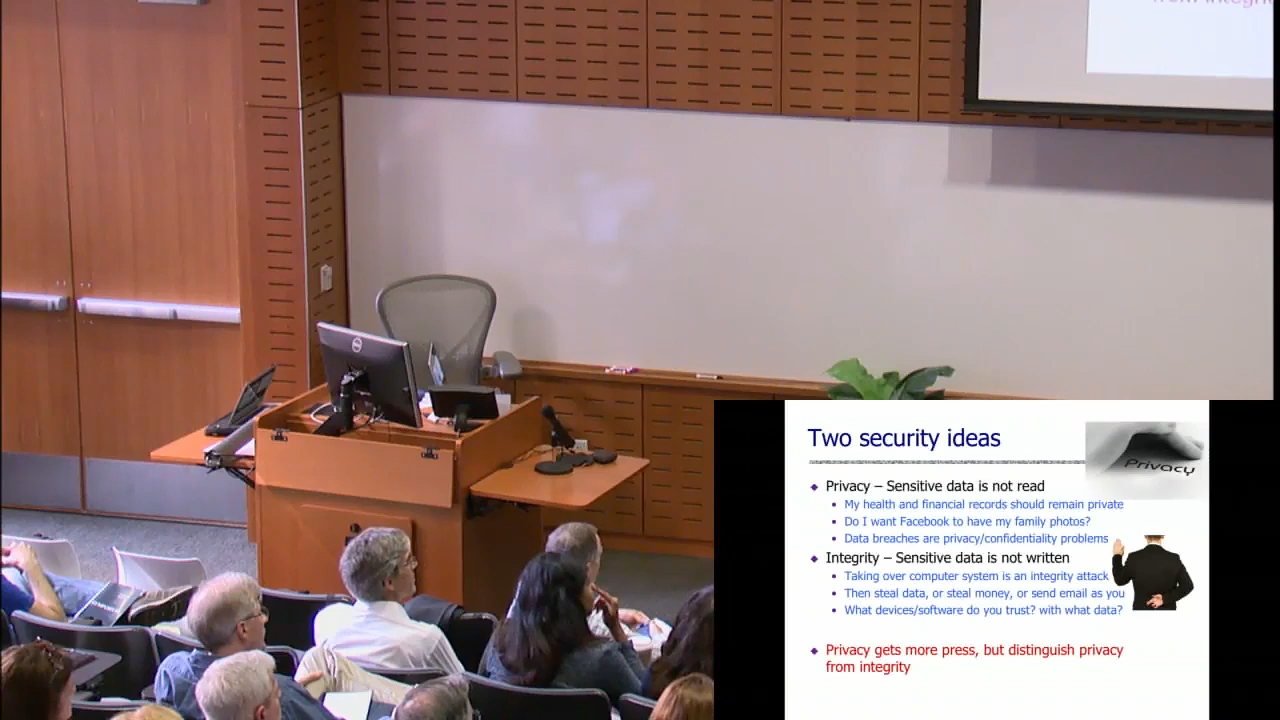 from integri
DELL
Two security ideas
Privacy
Privacy – Sensitive data is not read
My health and financial records should remain private
Do I want Facebook to have my family photos?
Data breaches are privacy/confidentiality problems
Integrity – Sensitive data is not written
Taking over computer system is an integrity attack
Then steal data, or steal money, or send email as you
What devices/software do you trust? with what data?
Privacy gets more press, but distinguish privacy
from integrity